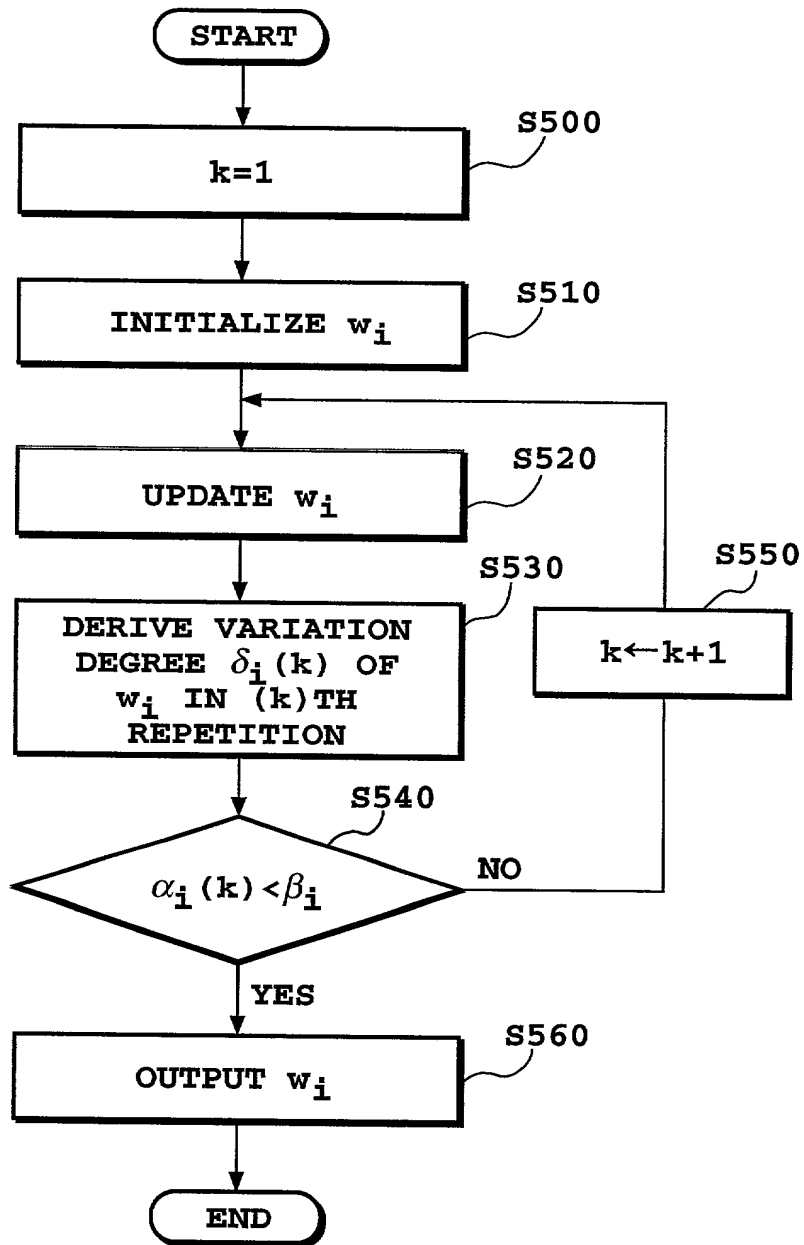 START
S500
k=1
S510
INITIALIZE wᵢ
S520
UPDATE wᵢ
S530
DERIVE VARIATION
DEGREE δᵢ(k) OF
wᵢ IN (k)TH
REPETITION
S550
k←k+1
S540
αᵢ(k)<βᵢ
NO
YES
S560
OUTPUT wᵢ
END